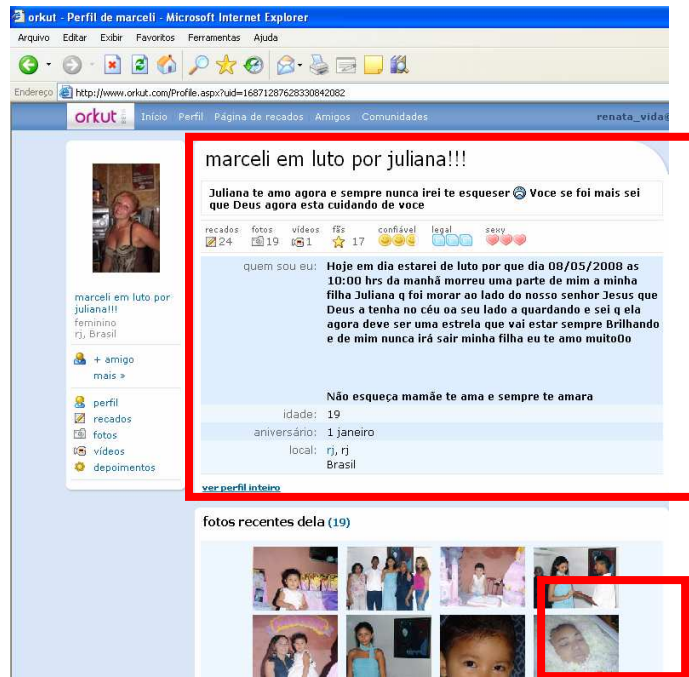 orkut - Perfil de marceli - Microsoft Internet Explorer
Arquivo Editar Exibir Favoritos Ferramentas Ajuda
Endereço http://www.orkut.com/Profile.aspx?uid=16871287628330842082
orkut Início Perfil Página de recados Amigos Comunidades renata_vida
marceli em luto por juliana!!!
Juliana te amo agora e sempre nunca irei te esqueser Voce se foi mais sei
que Deus agora esta cuidando de voce
recados fotos vídeos fãs confiável legal sexy
24 19 1 17
quem sou eu: Hoje em dia estarei de luto por que dia 08/05/2008 as
10:00 hrs da manhã morreu uma parte de mim a minha
filha Juliana q foi morar ao lado do nosso senhor Jesus que
Deus a tenha no céu oa seu lado a quardando e sei q ela
agora deve ser uma estrela que vai estar sempre Brilhando
e de mim nunca irá sair minha filha eu te amo muito0o
Não esqueça mamãe te ama e sempre te amara
idade: 19
aniversário: 1 janeiro
local: rj, rj
Brasil
ver perfil inteiro
marceli em luto por
juliana!!!
feminino
rj, Brasil
+ amigo
mais »
perfil
recados
fotos
vídeos
depoimentos
fotos recentes dela (19)